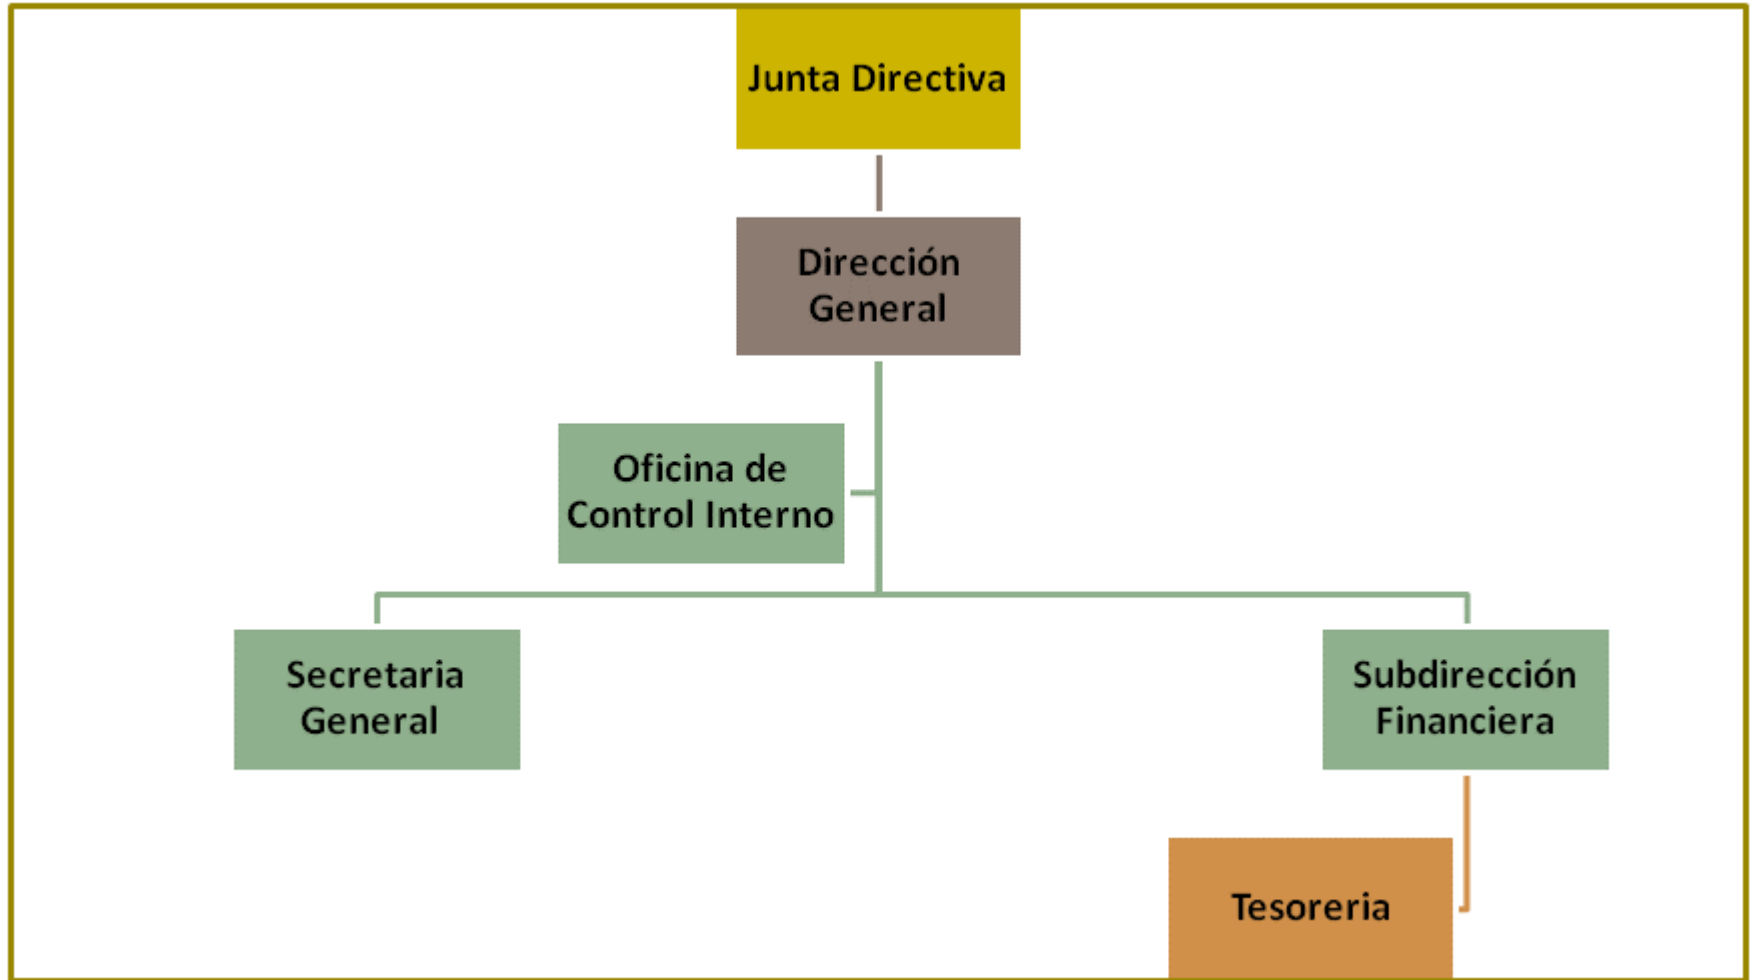 Junta Directiva
Dirección
General
Oficina de
Control Interno
Secretaria
General
Subdirección
Financiera
Tesoreria